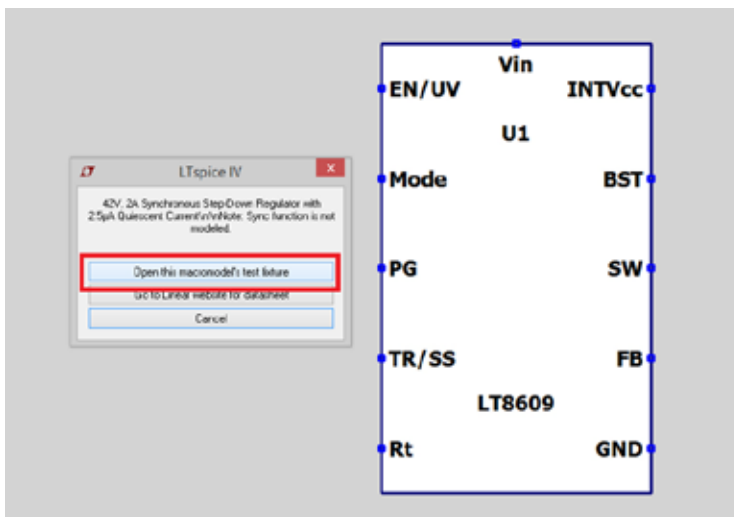 LTspice IV
42V, 2A Synchronous Step-Down Regulator with
2.5µA Quiescent Current\n\nNote: Sync function is not
modeled.
Open this macromodel's test fixture
Go to Linear website for datasheet
Cancel
Vin
EN/UV INTVcc
U1
Mode BST
PG SW
TR/SS FB
LT8609
Rt GND